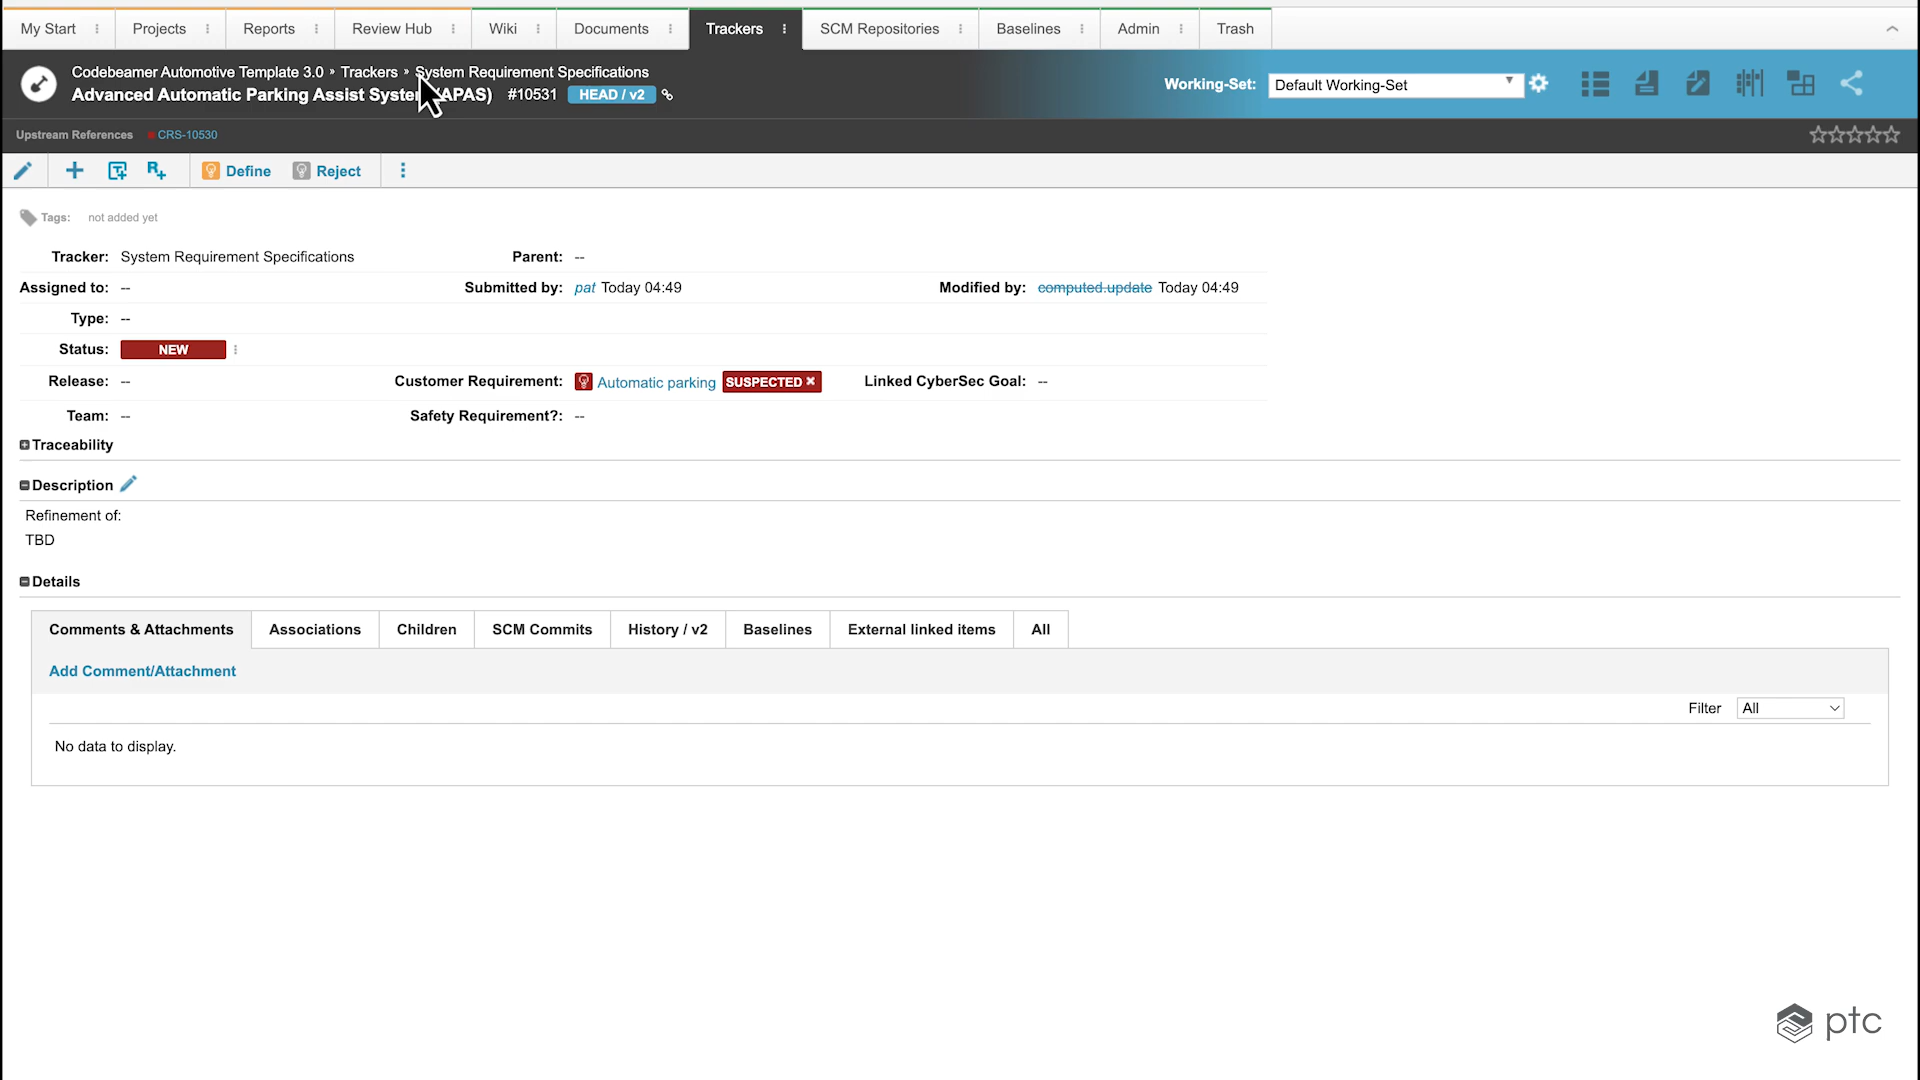 My Start Projects Reports Review Hub Wiki Documents Trackers SCM Repositories Baselines Admin Trash
Codebeamer Automotive Template 3.0 » Trackers » System Requirement Specifications
Advanced Automatic Parking Assist System (APAS) #10531 HEAD / v2
Working-Set: Default Working-Set
Upstream References CRS-10530
Define Reject
Tags: not added yet
Tracker: System Requirement Specifications Parent: --
Assigned to: -- Submitted by: pat Today 04:49 Modified by: computed.update Today 04:49
Type: --
Status: NEW
Release: -- Customer Requirement: Automatic parking SUSPECTED Linked CyberSec Goal: --
Team: -- Safety Requirement?: --
Traceability
Description
Refinement of:
TBD
Details
Comments & Attachments Associations Children SCM Commits History / v2 Baselines External linked items All
Add Comment/Attachment
Filter All
No data to display.
ptc